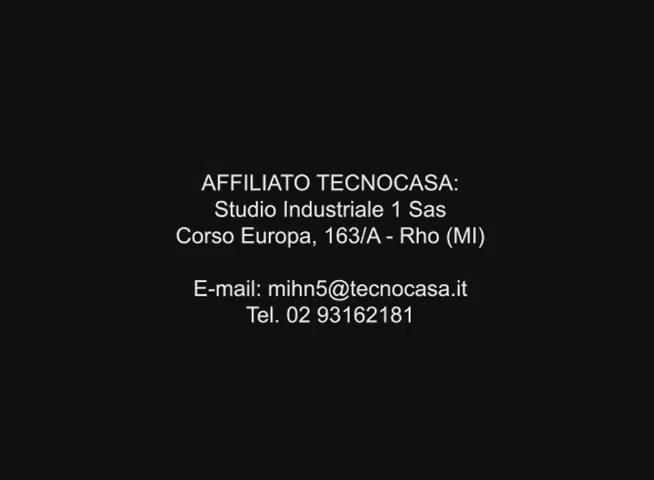 AFFILIATO TECNOCASA:
Studio Industriale 1 Sas
Corso Europa, 163/A - Rho (MI)
E-mail: mihn5@tecnocasa.it
Tel. 02 93162181